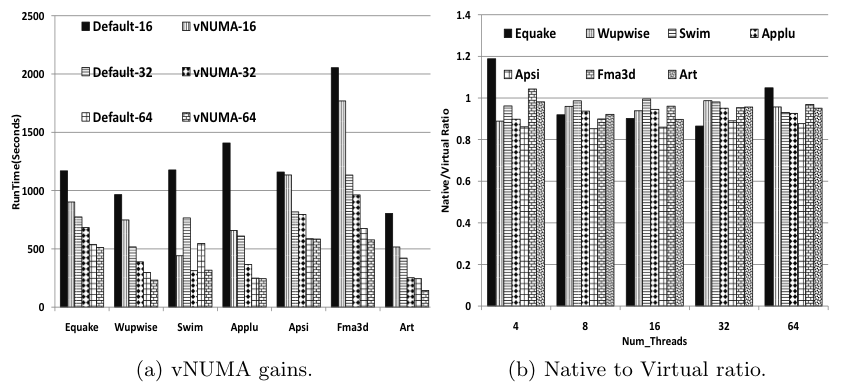 2500
2000
1500
1000
500
0
RunTime(Seconds)
Default-16 vNUMA-16
Default-32 vNUMA-32
Default-64 vNUMA-64
Equake Wupwise Swim Applu Apsi Fma3d Art
(a) vNUMA gains.
1.4
1.2
1
0.8
0.6
0.4
0.2
0
Native/Virtual Ratio
Equake Wupwise Swim Applu
Apsi Fma3d Art
4 8 16 32 64
Num_Threads
(b) Native to Virtual ratio.